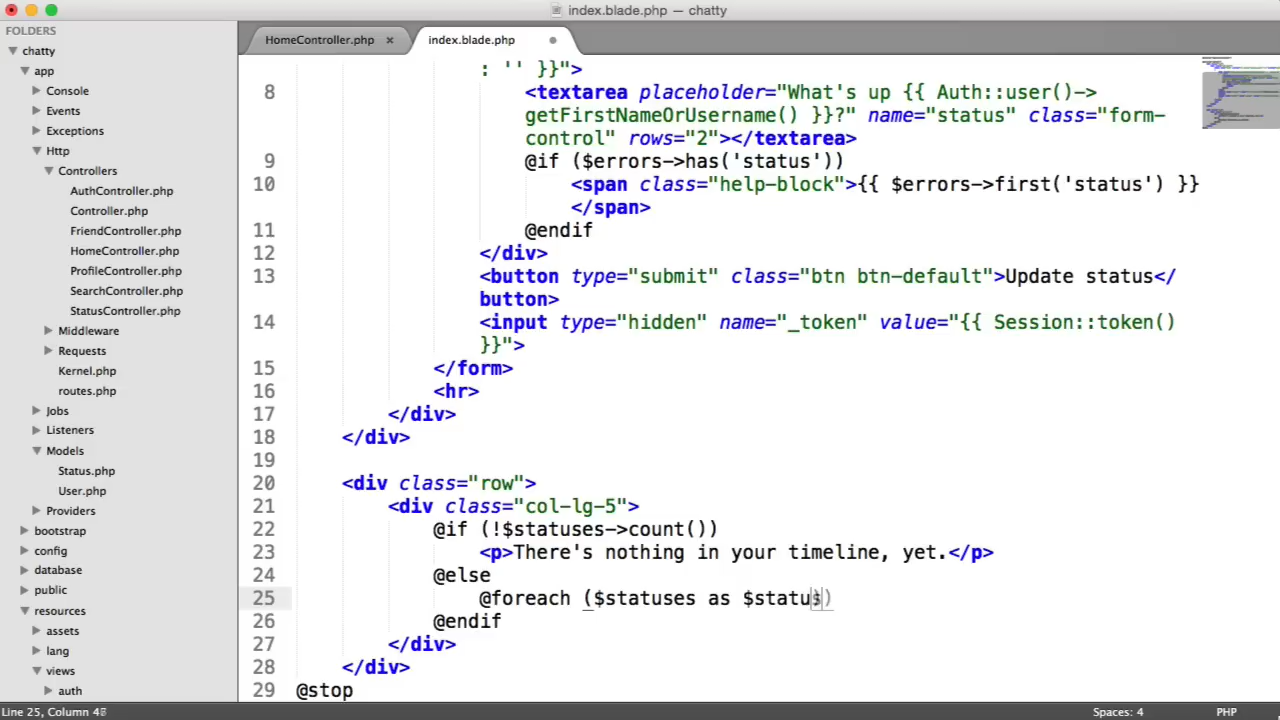 index.blade.php — chatty
FOLDERS
chatty
app
Console
Events
Exceptions
Http
Controllers
AuthController.php
Controller.php
FriendController.php
HomeController.php
ProfileController.php
SearchController.php
StatusController.php
Middleware
Requests
Kernel.php
routes.php
Jobs
Listeners
Models
Status.php
User.php
Providers
bootstrap
config
database
public
resources
assets
lang
views
auth
HomeController.php ×
index.blade.php
: '' }}">
8 <textarea placeholder="What's up {{ Auth::user()->
getFirstNameOrUsername() }}?" name="status" class="form-
control" rows="2"></textarea>
9 @if ($errors->has('status'))
10 <span class="help-block">{{ $errors->first('status') }}
</span>
11 @endif
12 </div>
13 <button type="submit" class="btn btn-default">Update status</
button>
14 <input type="hidden" name="_token" value="{{ Session::token()
}}">
15 </form>
16 <hr>
17 </div>
18 </div>
19
20 <div class="row">
21 <div class="col-lg-5">
22 @if (!$statuses->count())
23 <p>There's nothing in your timeline, yet.</p>
24 @else
25 @foreach ($statuses as $status)
26 @endif
27 </div>
28 </div>
29 @stop
Line 25, Column
Spaces: 4
PHP